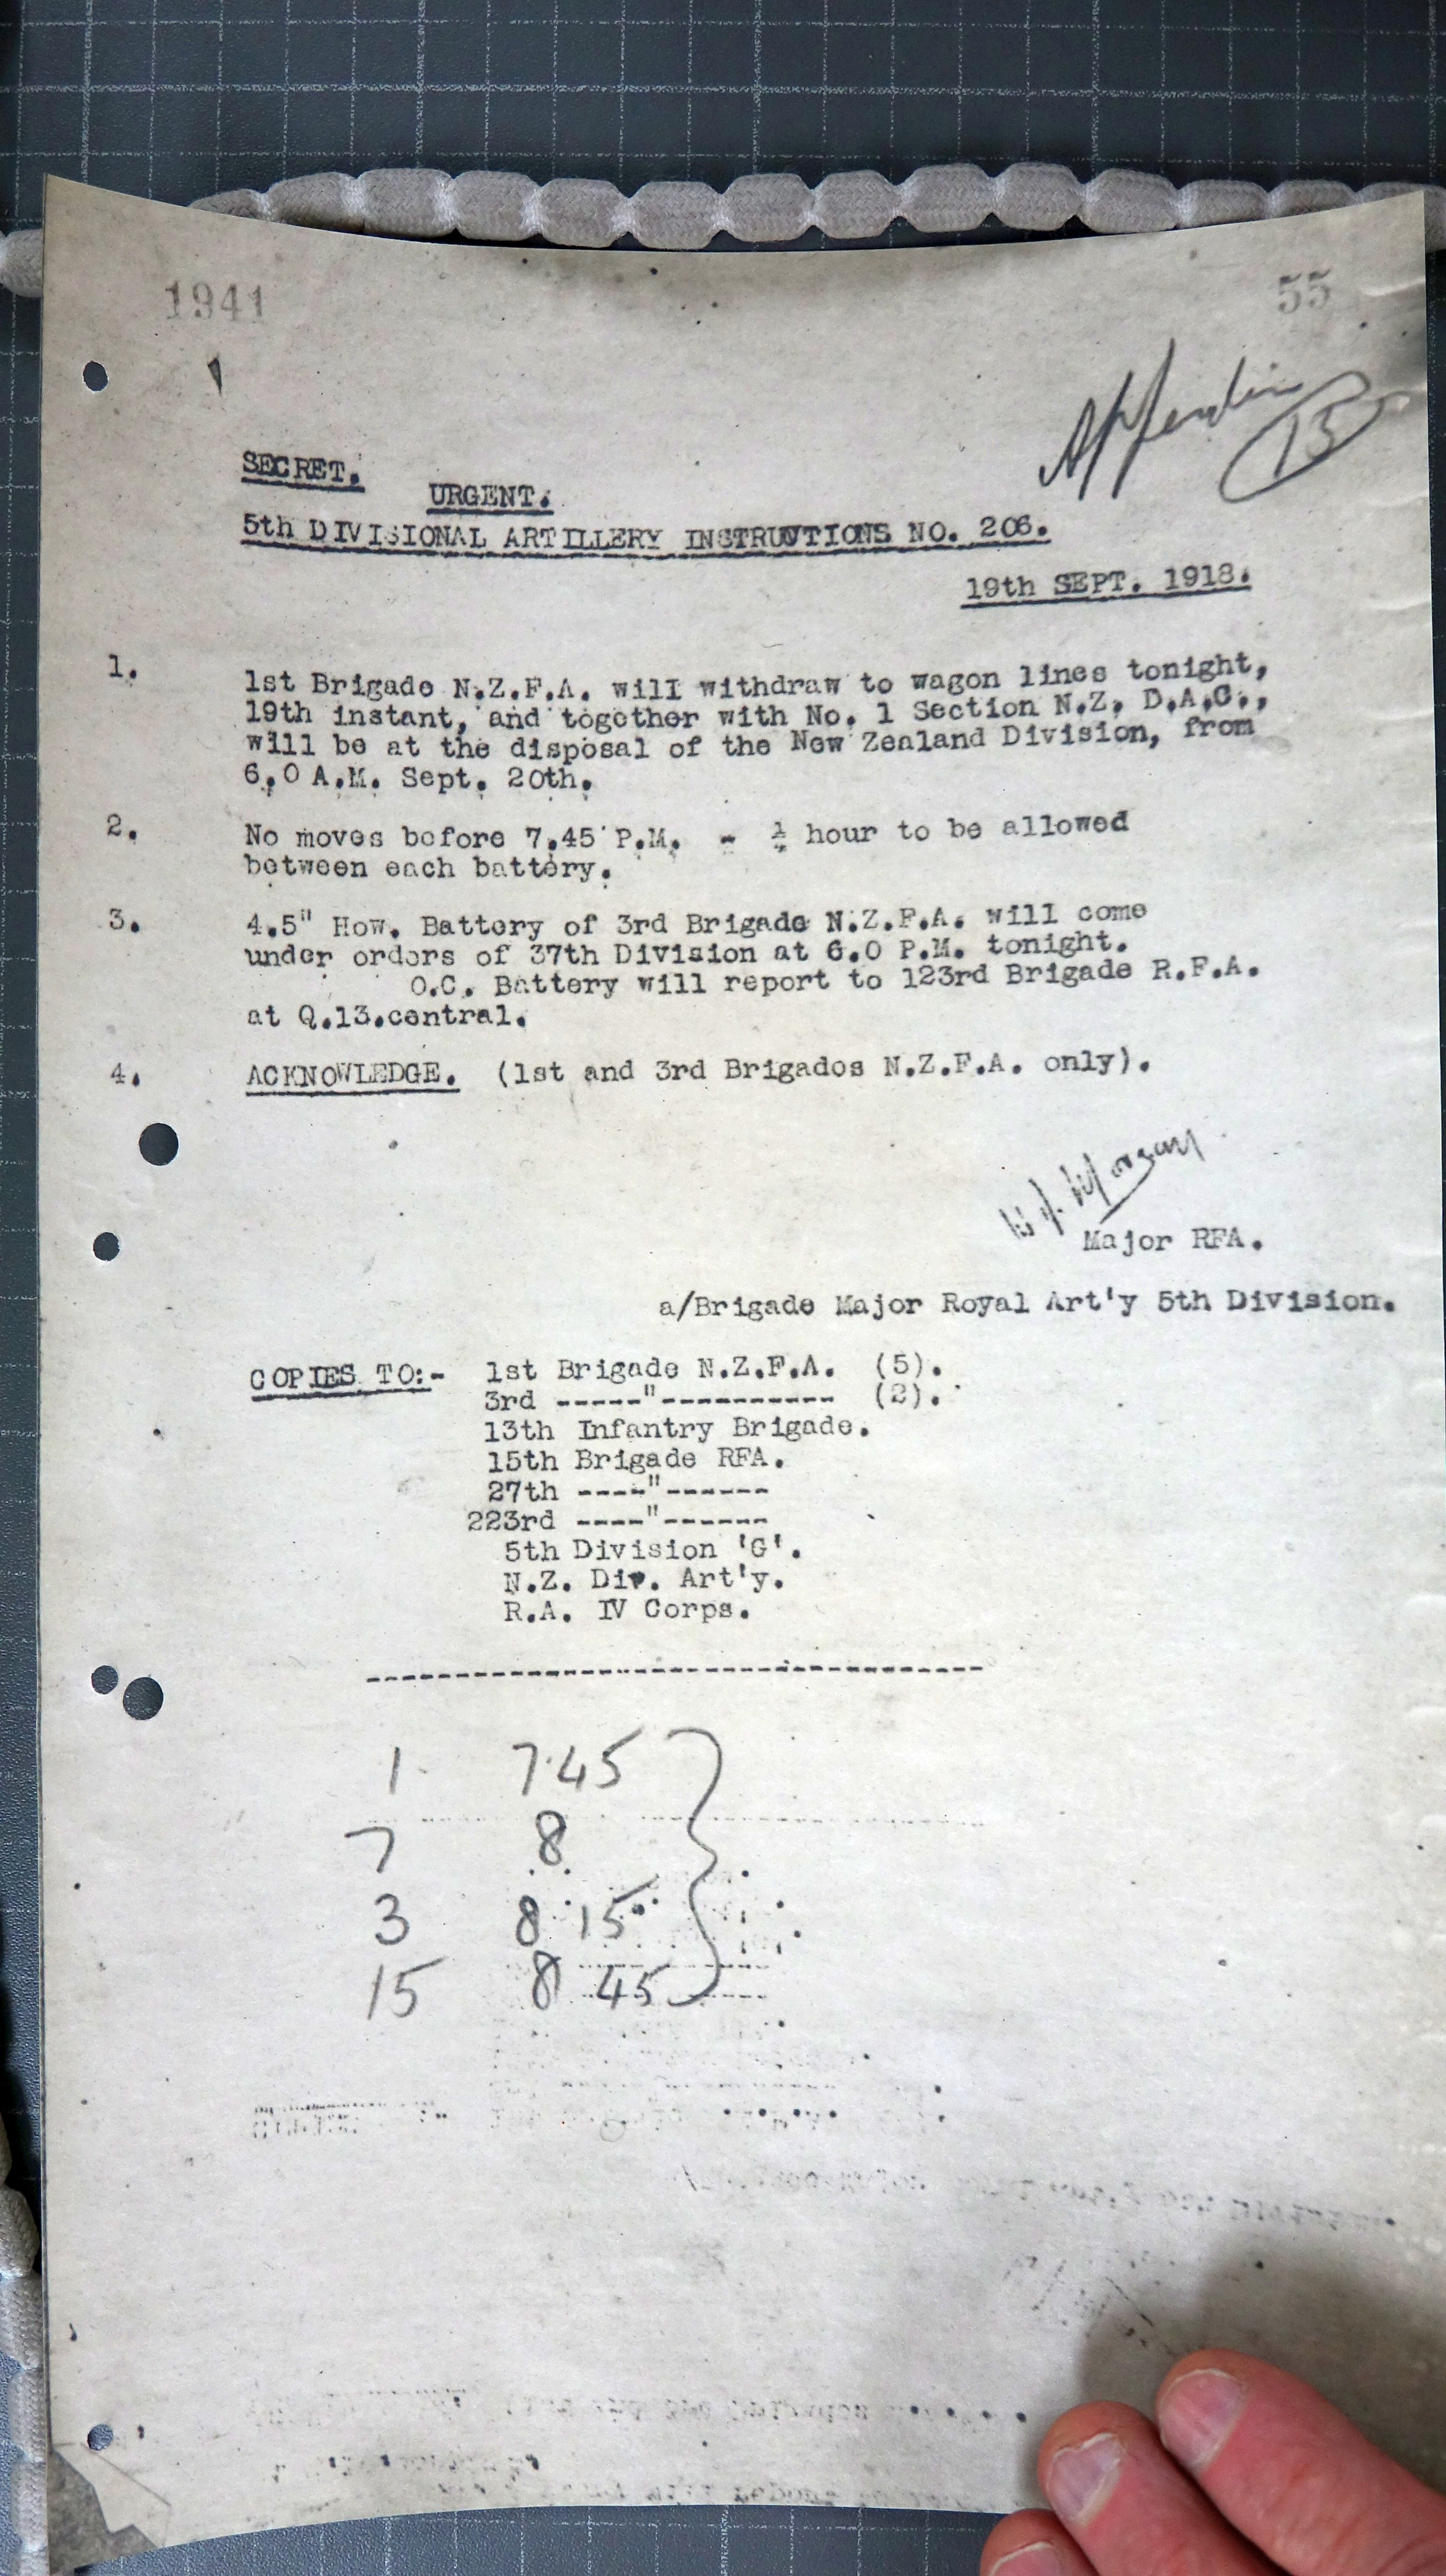 1941
55
Appendix
15
SECRET.
URGENT.
5th DIVISIONAL ARTILLERY INSTRUVTIONS NO. 206.
19th SEPT. 1918.
1. 1st Brigade N.Z.F.A. will withdraw to wagon lines tonight,
19th instant, and together with No. 1 Section N.Z. D.A.C.,
will be at the disposal of the New Zealand Division, from
6.0 A.M. Sept. 20th.
2. No moves before 7.45 P.M. - ¼ hour to be allowed
between each battery.
3. 4.5" How. Battery of 3rd Brigade N.Z.F.A. will come
under orders of 37th Division at 6.0 P.M. tonight.
O.C. Battery will report to 123rd Brigade R.F.A.
at Q.13.central.
4. ACKNOWLEDGE. (1st and 3rd Brigades N.Z.F.A. only).
W J. Morgan
Major RFA.
a/Brigade Major Royal Art'y 5th Division.
COPIES TO:- 1st Brigade N.Z.F.A. (5).
3rd -----"---------- (2).
13th Infantry Brigade.
15th Brigade RFA.
27th ----"------
223rd ----"------
5th Division 'G'.
N.Z. Div. Art'y.
R.A. IV Corps.
1. 7.45
7 8
3 8.15
15 8 45